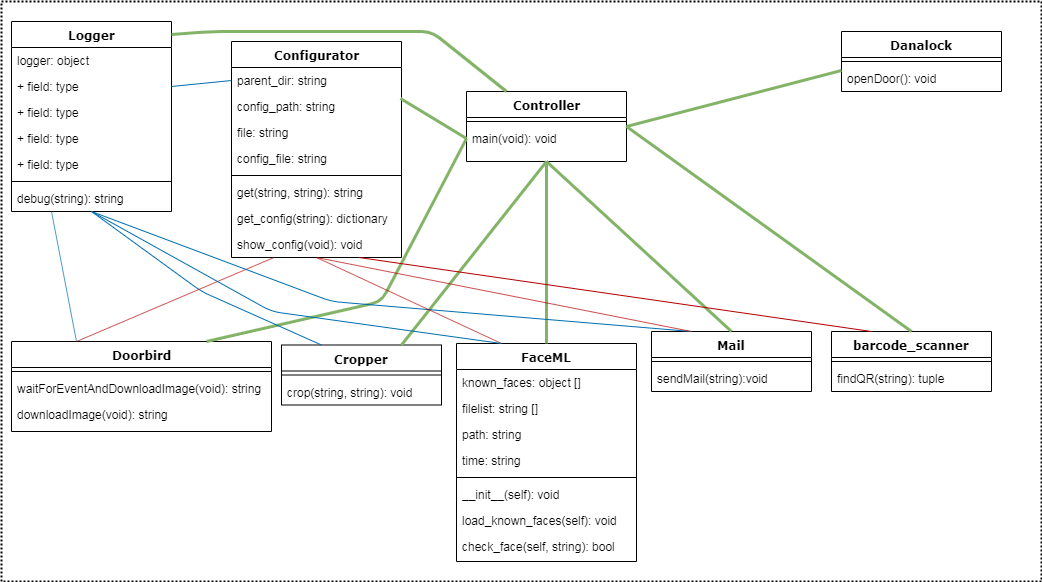 Logger
logger: object
+ field: type
+ field: type
+ field: type
+ field: type
debug(string): string
Configurator
parent_dir: string
config_path: string
file: string
config_file: string
get(string, string): string
get_config(string): dictionary
show_config(void): void
Controller
main(void): void
Danalock
openDoor(): void
Doorbird
waitForEventAndDownloadImage(void): string
downloadImage(void): string
Cropper
crop(string, string): void
FaceML
known_faces: object []
filelist: string []
path: string
time: string
__init__(self): void
load_known_faces(self): void
check_face(self, string): bool
Mail
sendMail(string):void
barcode_scanner
findQR(string): tuple